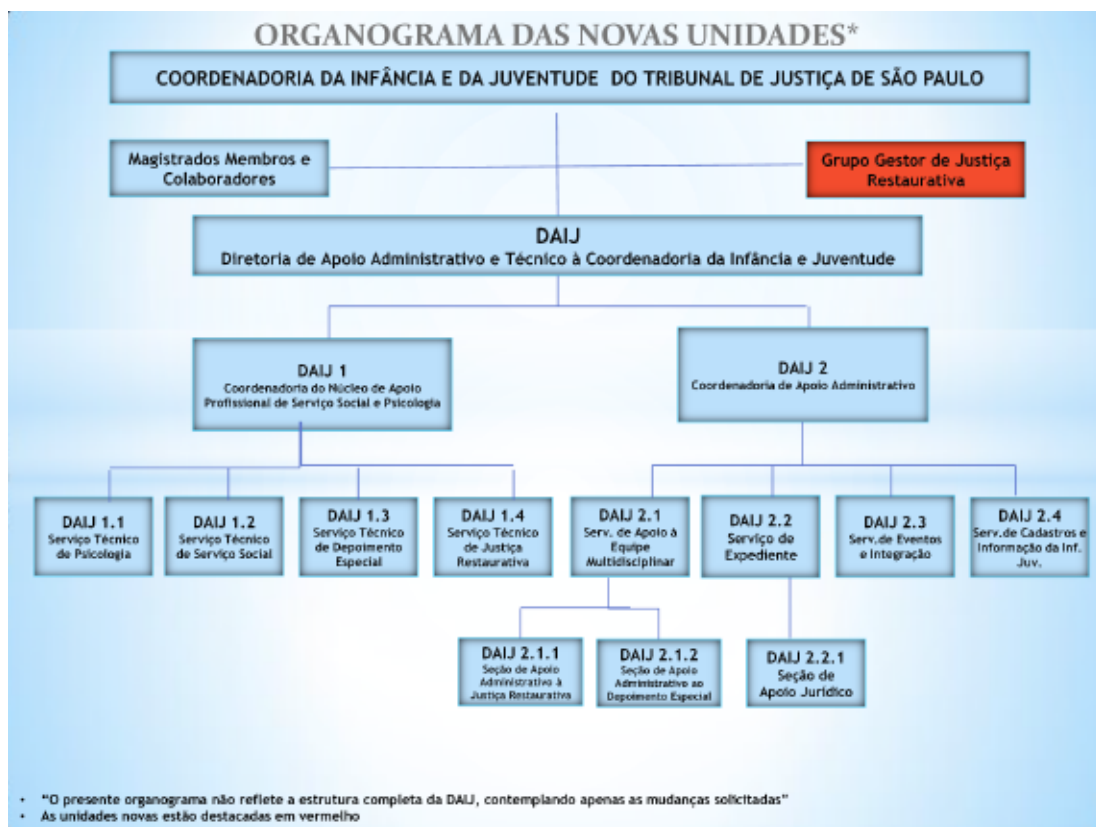 ORGANOGRAMA DAS NOVAS UNIDADES*
COORDENADORIA DA INFÂNCIA E DA JUVENTUDE DO TRIBUNAL DE JUSTIÇA DE SÃO PAULO
Magistrados Membros e
Colaboradores
Grupo Gestor de Justiça
Restaurativa
DAIJ
Diretoria de Apoio Administrativo e Técnico à Coordenadoria da Infância e Juventude
DAIJ 1
Coordenadoria do Núcleo de Apoio
Profissional de Serviço Social e Psicologia
DAIJ 2
Coordenadoria de Apoio Administrativo
DAIJ 1.1
Serviço Técnico
de Psicologia
DAIJ 1.2
Serviço Técnico
de Serviço Social
DAIJ 1.3
Serviço Técnico
de Depoimento
Especial
DAIJ 1.4
Serviço Técnico
de Justiça
Restaurativa
DAIJ 2.1
Serv. de Apoio à
Equipe
Multidisciplinar
DAIJ 2.2
Serviço de
Expediente
DAIJ 2.3
Serv.de Eventos
e Integração
DAIJ 2.4
Serv.de Cadastros e
Informação da Inf.
Juv.
DAIJ 2.1.1
Seção de Apoio
Administrativo à
Justiça Restaurativa
DAIJ 2.1.2
Seção de Apoio
Administrativo ao
Depoimento Especial
DAIJ 2.2.1
Seção de
Apoio Jurídico
• “O presente organograma não reflete a estrutura completa da DAIJ, contemplando apenas as mudanças solicitadas”
• As unidades novas estão destacadas em vermelho